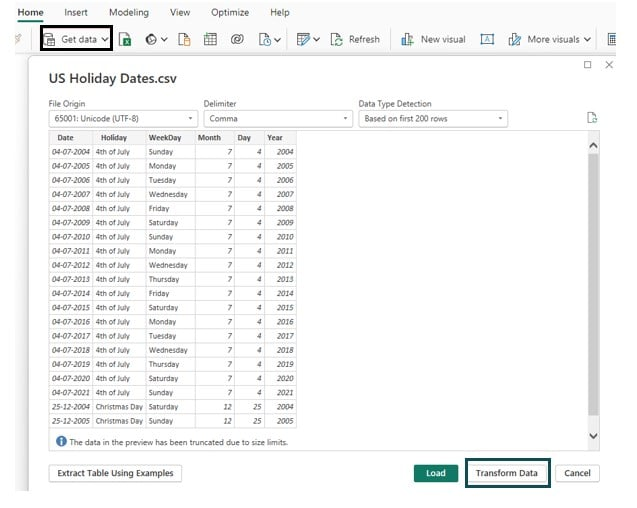 Home Insert Modeling View Optimize Help
Get data Refresh New visual More visuals
US Holiday Dates.csv
File Origin Delimiter Data Type Detection
65001: Unicode (UTF-8) Comma Based on first 200 rows
Date Holiday WeekDay Month Day Year
04-07-2004 4th of July Sunday 7 4 2004
04-07-2005 4th of July Monday 7 4 2005
04-07-2006 4th of July Tuesday 7 4 2006
04-07-2007 4th of July Wednesday 7 4 2007
04-07-2008 4th of July Friday 7 4 2008
04-07-2009 4th of July Saturday 7 4 2009
04-07-2010 4th of July Sunday 7 4 2010
04-07-2011 4th of July Monday 7 4 2011
04-07-2012 4th of July Wednesday 7 4 2012
04-07-2013 4th of July Thursday 7 4 2013
04-07-2014 4th of July Friday 7 4 2014
04-07-2015 4th of July Saturday 7 4 2015
04-07-2016 4th of July Monday 7 4 2016
04-07-2017 4th of July Tuesday 7 4 2017
04-07-2018 4th of July Wednesday 7 4 2018
04-07-2019 4th of July Thursday 7 4 2019
04-07-2020 4th of July Saturday 7 4 2020
04-07-2021 4th of July Sunday 7 4 2021
25-12-2004 Christmas Day Saturday 12 25 2004
25-12-2005 Christmas Day Sunday 12 25 2005
The data in the preview has been truncated due to size limits.
Extract Table Using Examples Load Transform Data Cancel